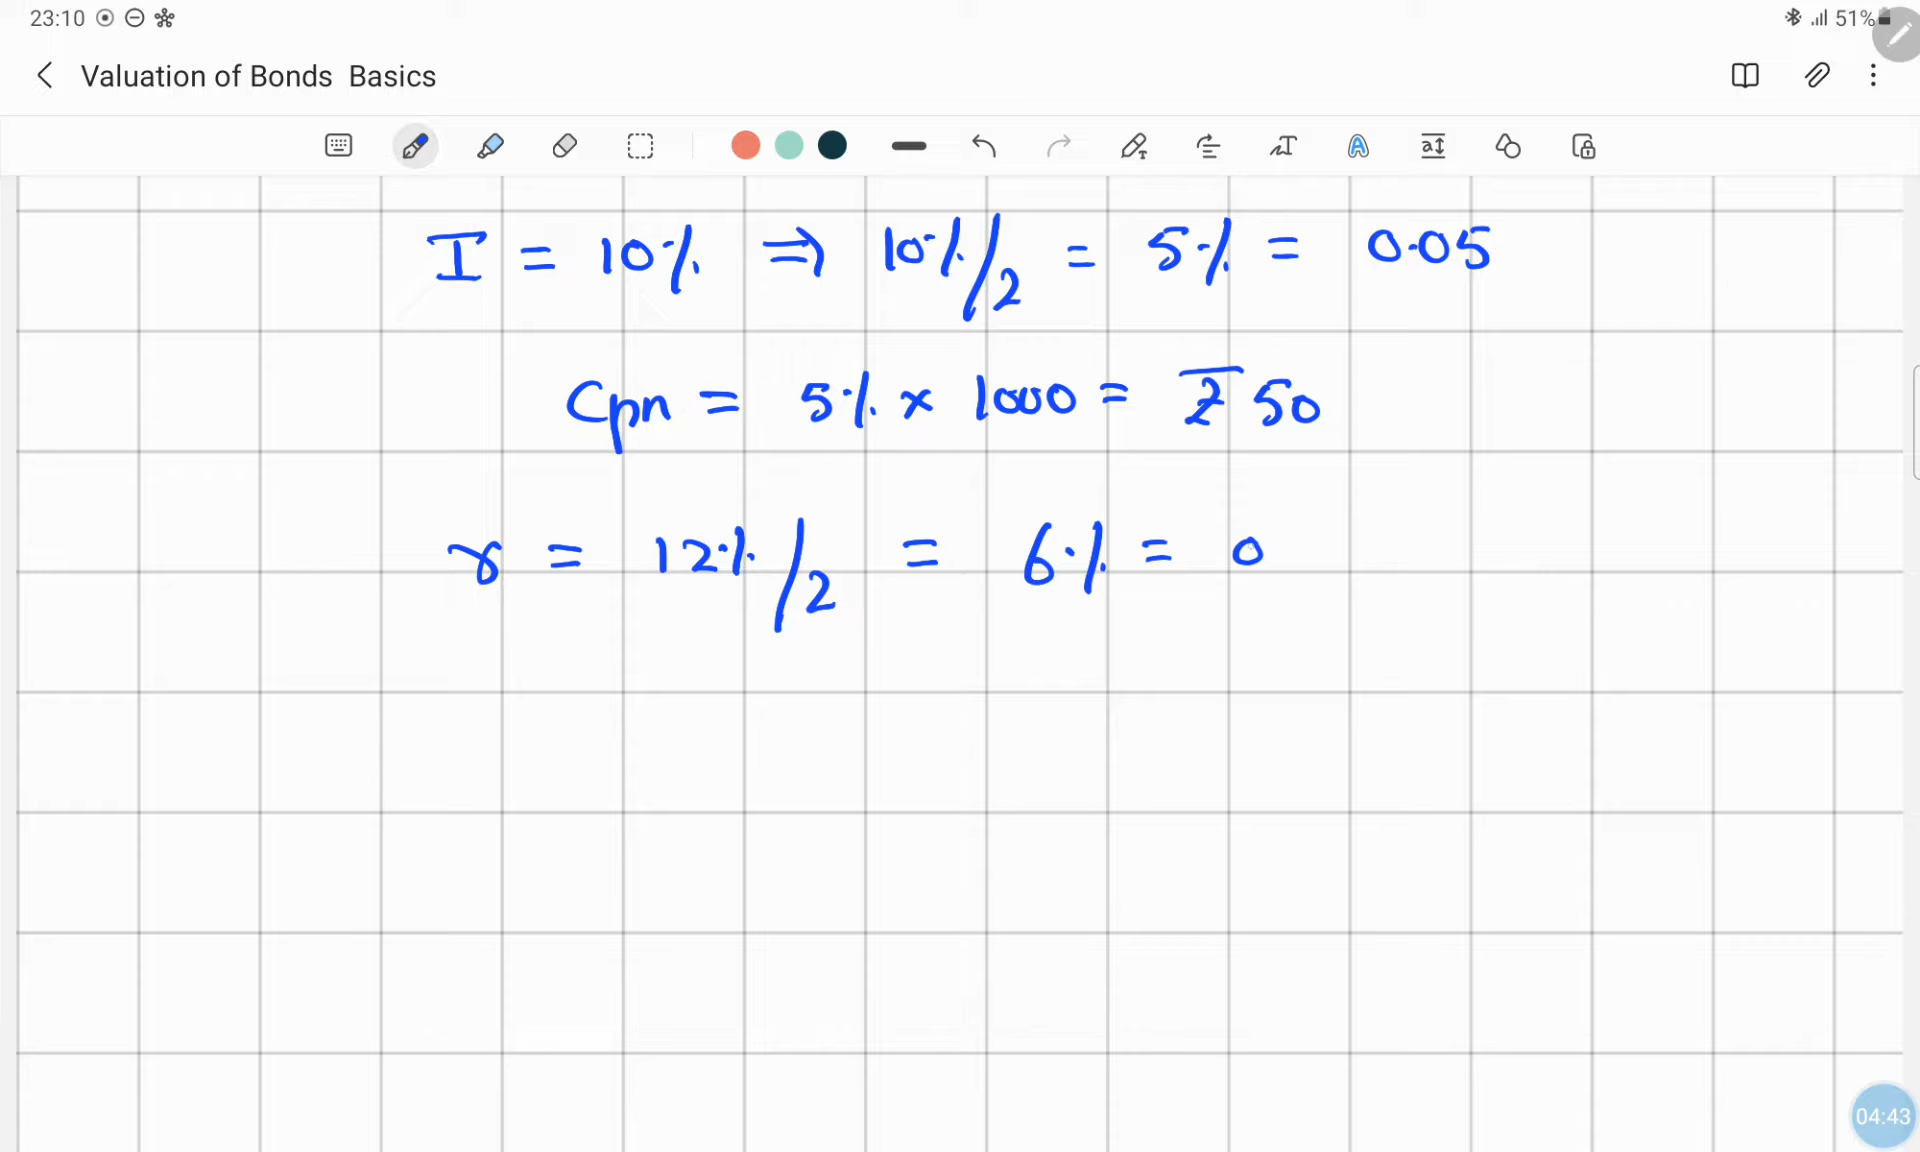 23:10
51%
Valuation of Bonds Basics
I = 10% ⇒ 10%/2 = 5% = 0.05
Cpn = 5% x 1000 = ₹ 50
r = 12%/2 = 6% = 0
04:43